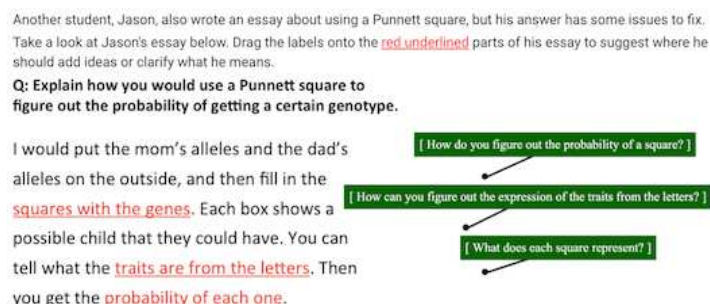 Another student, Jason, also wrote an essay about using a Punnett square, but his answer has some issues to fix.
Take a look at Jason's essay below. Drag the labels onto the red underlined parts of his essay to suggest where he
should add ideas or clarify what he means.
Q: Explain how you would use a Punnett square to
figure out the probability of getting a certain genotype.
I would put the mom's alleles and the dad's
alleles on the outside, and then fill in the
squares with the genes. Each box shows a
possible child that they could have. You can
tell what the traits are from the letters. Then
you get the probability of each one.
[ How do you figure out the probability of a square? ]
[ How can you figure out the expression of the traits from the letters? ]
[ What does each square represent? ]